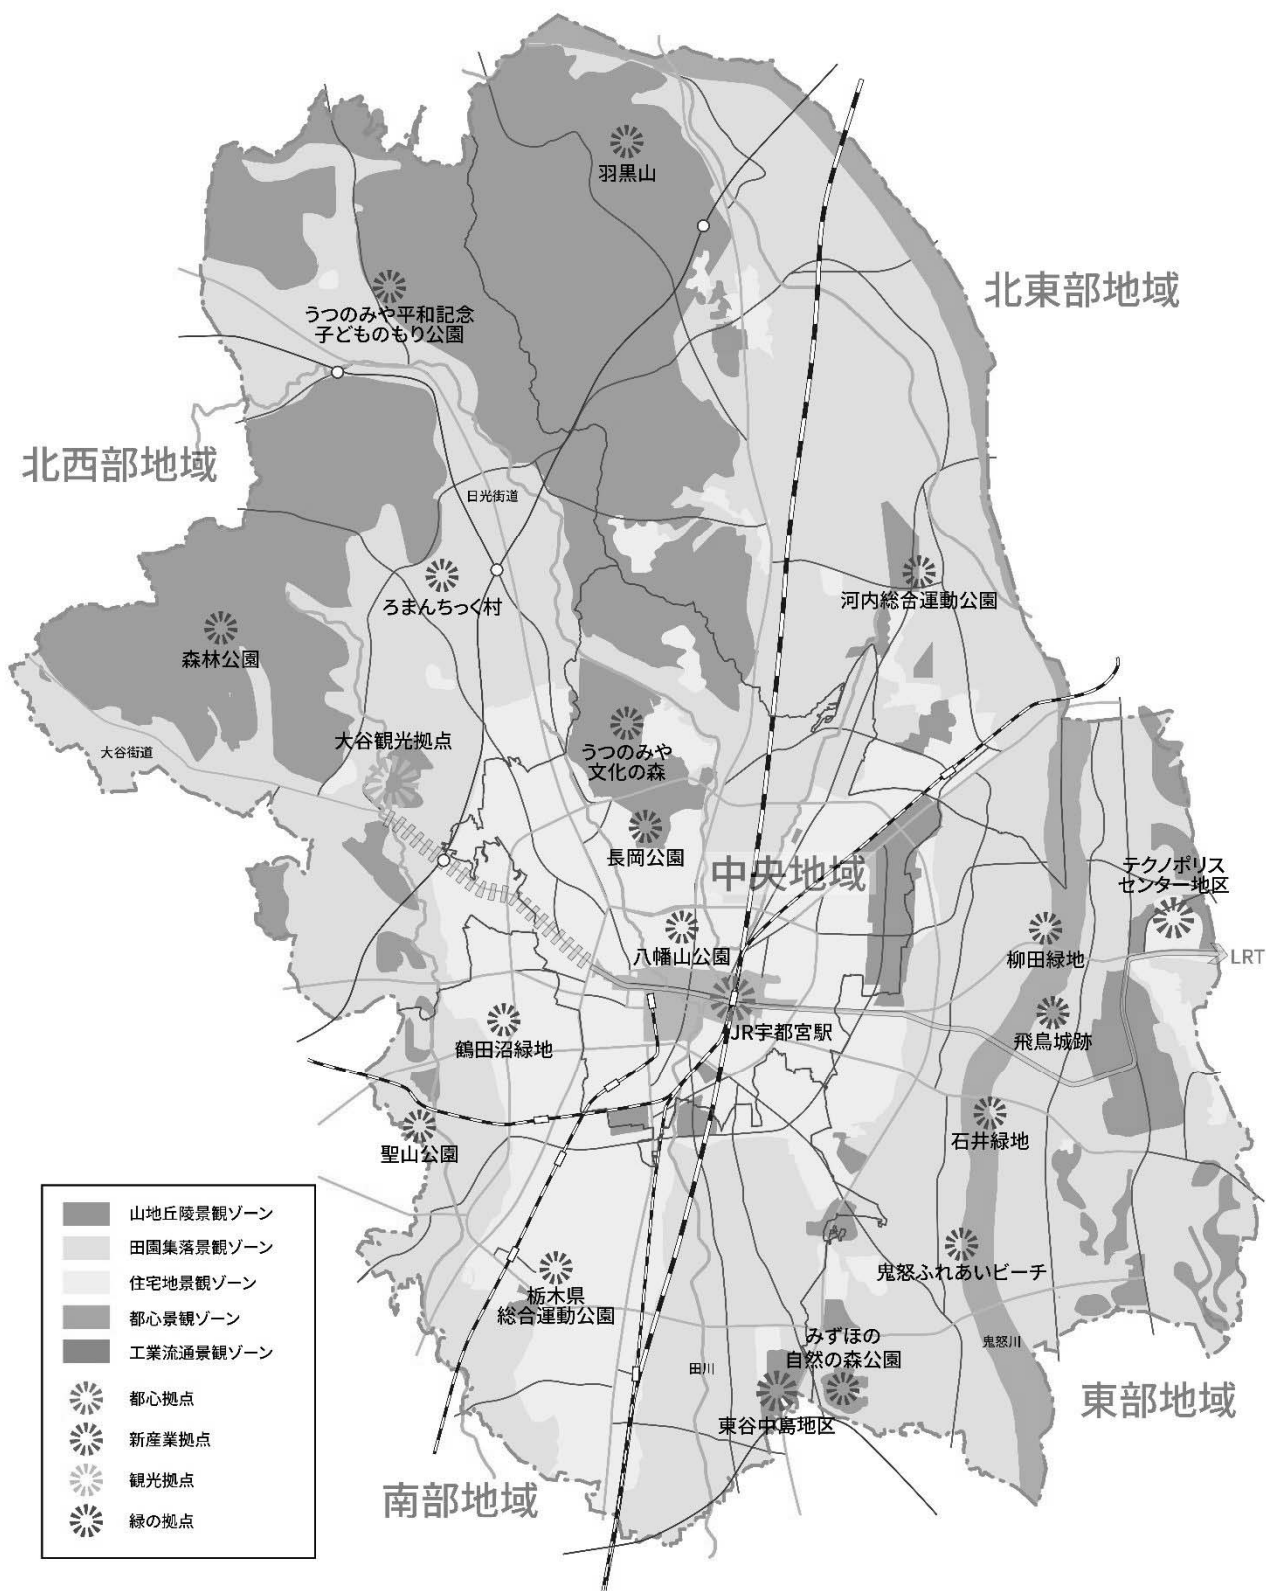 羽黒山
北東部地域
うつのみや平和記念
子どものもり公園
北西部地域
日光街道
ろまんちっく村
河内総合運動公園
森林公園
大谷街道
大谷観光拠点
うつのみや
文化の森
長岡公園
中央地域
テクノポリス
センター地区
八幡山公園
柳田緑地
LRT
JR宇都宮駅
鶴田沼緑地
飛鳥城跡
石井緑地
聖山公園
鬼怒ふれあいビーチ
栃木県
総合運動公園
みずほの
自然の森公園
鬼怒川
田川
東谷中島地区
東部地域
南部地域
山地丘陵景観ゾーン
田園集落景観ゾーン
住宅地景観ゾーン
都心景観ゾーン
工業流通景観ゾーン
都心拠点
新産業拠点
観光拠点
緑の拠点